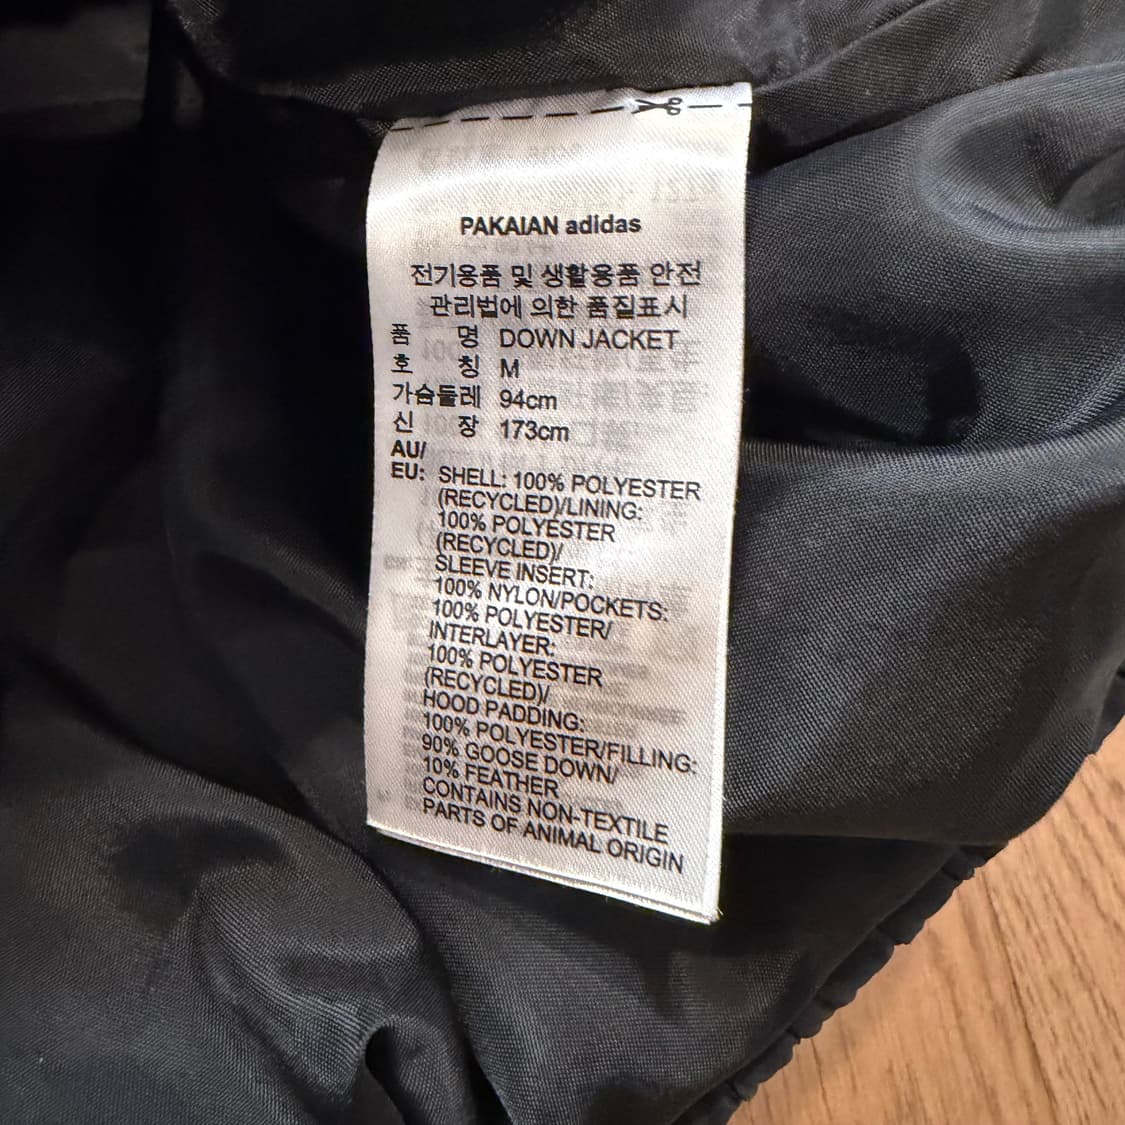 PAKAIAN adidas
전기용품 및 생활용품 안전
관리법에 의한 품질표시
품 명 DOWN JACKET
호 칭 M
가슴둘레 94cm
신 장 173cm
AU/
EU: SHELL: 100% POLYESTER
(RECYCLED)/LINING:
100% POLYESTER
(RECYCLED)/
SLEEVE INSERT:
100% NYLON/POCKETS:
100% POLYESTER/
INTERLAYER:
100% POLYESTER
(RECYCLED)/
HOOD PADDING:
100% POLYESTER/FILLING:
90% GOOSE DOWN/
10% FEATHER
CONTAINS NON-TEXTILE
PARTS OF ANIMAL ORIGIN